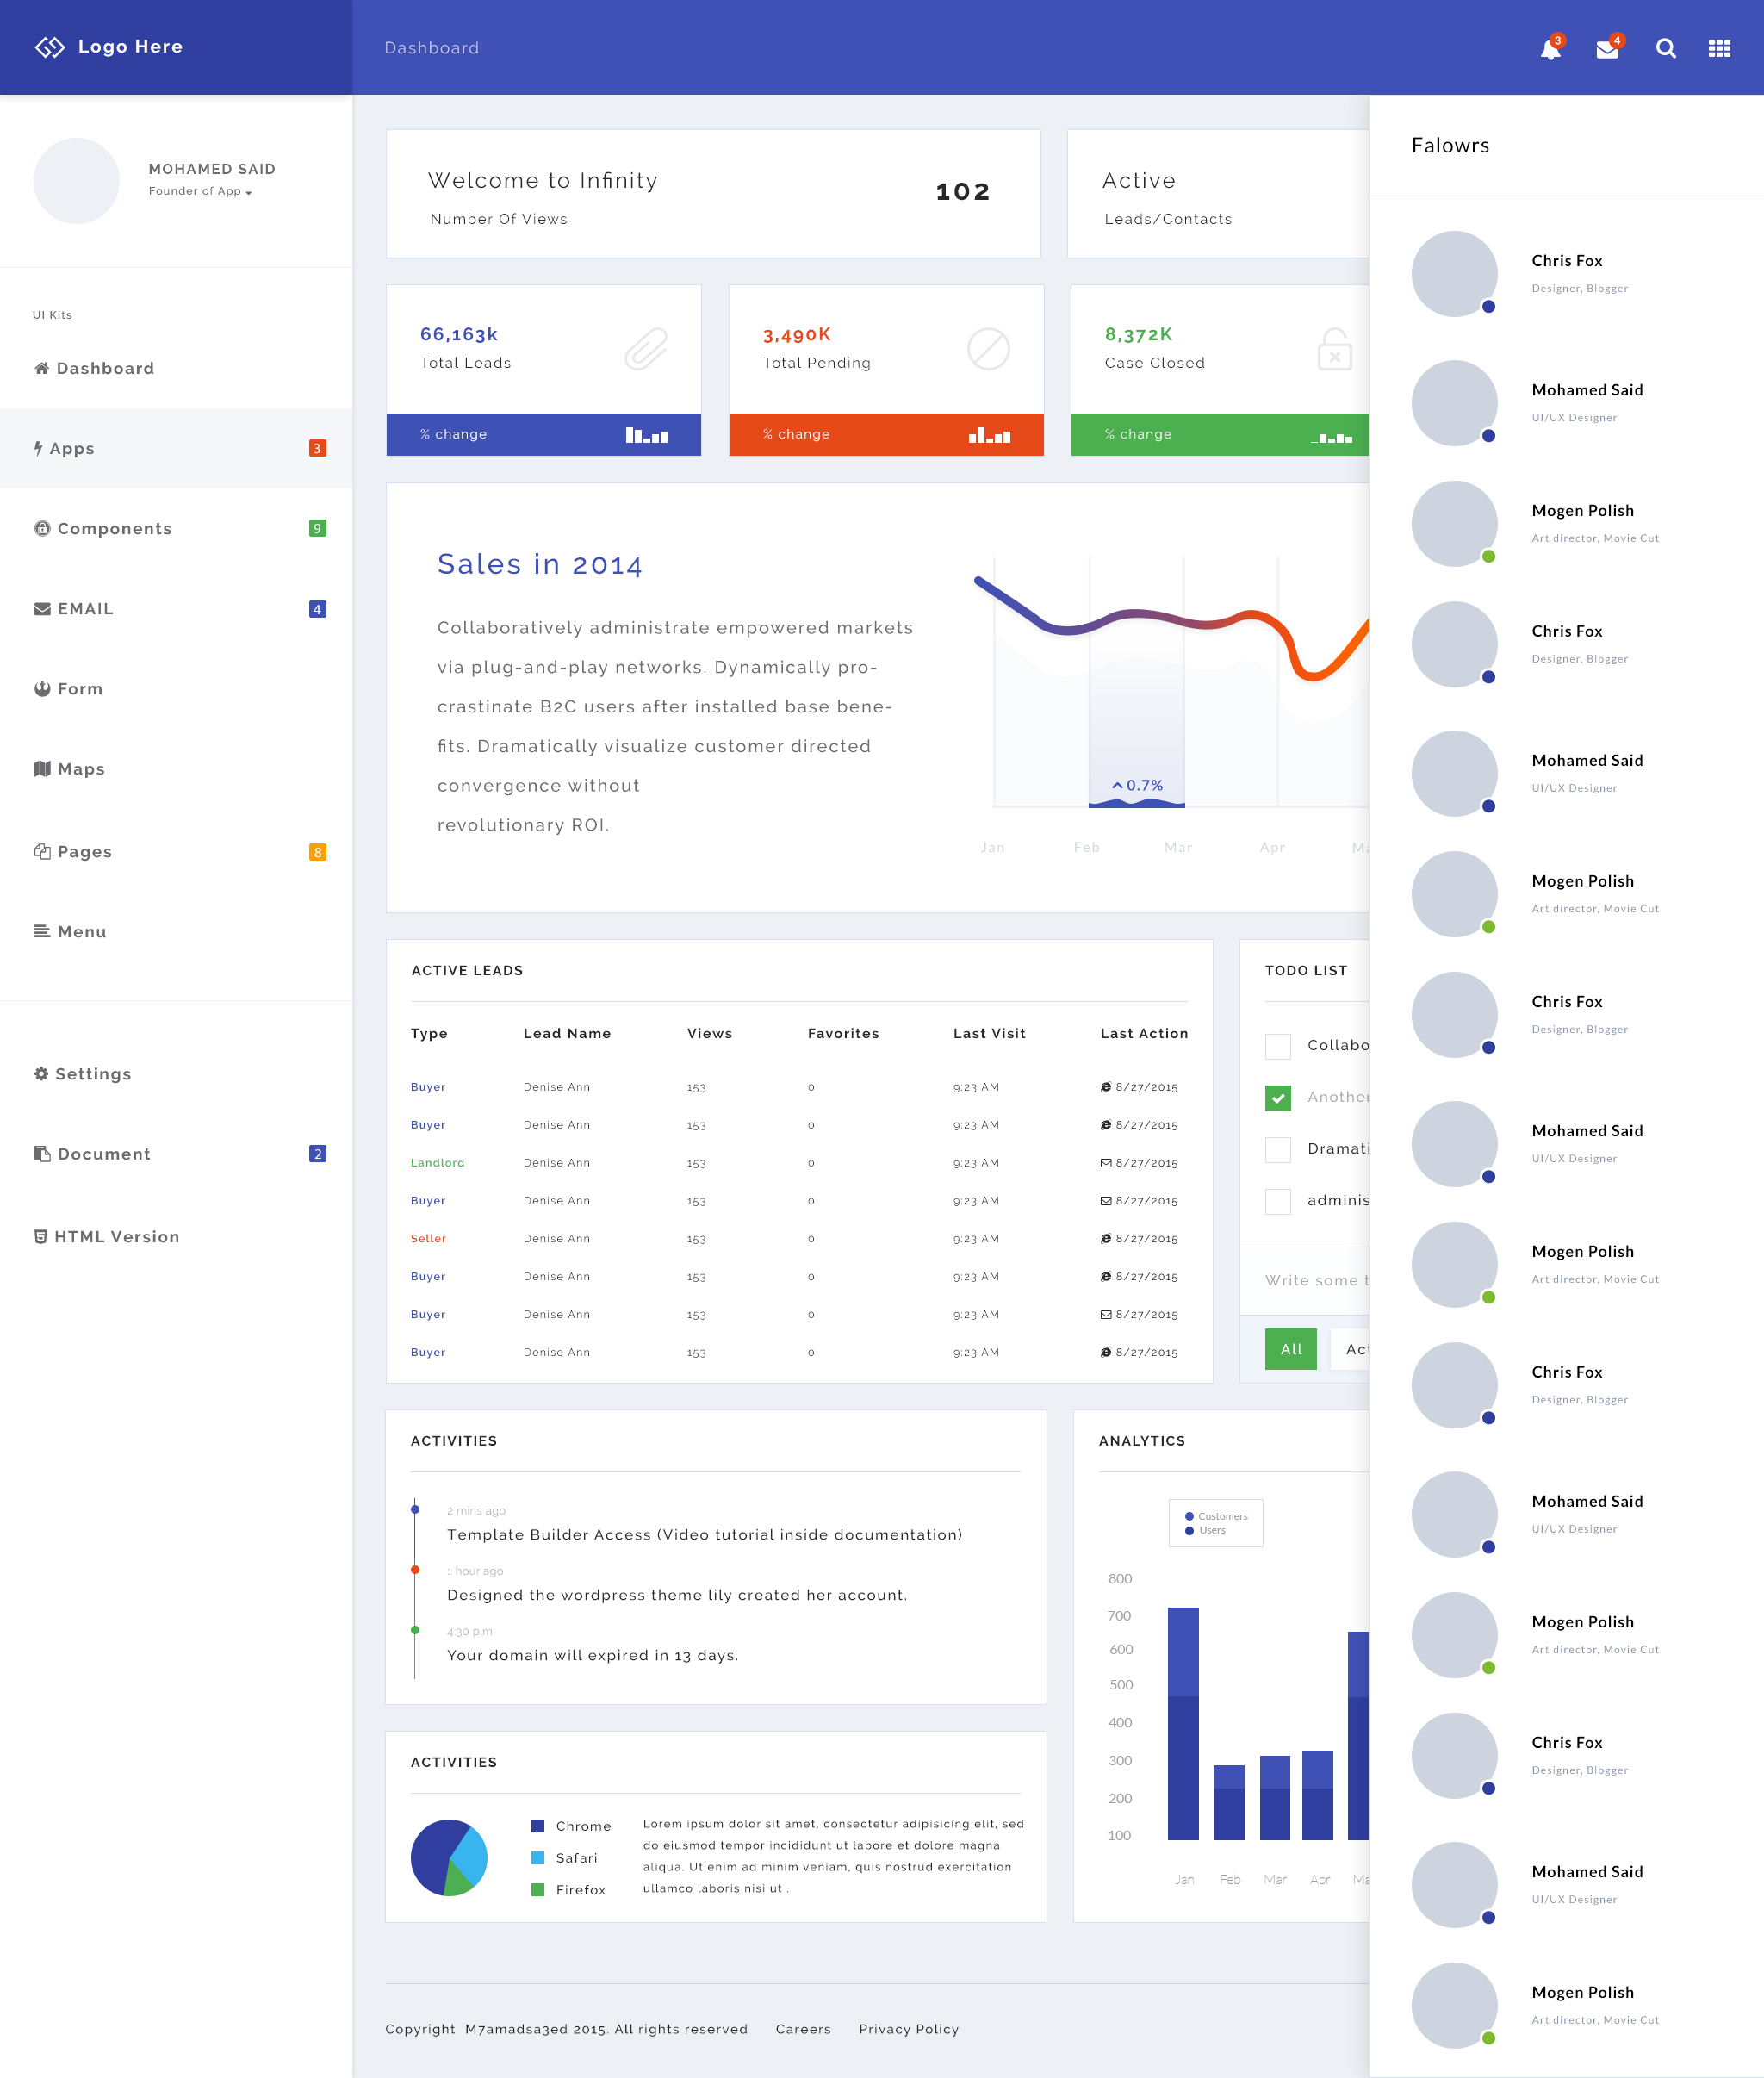 Logo Here
Dashboard
3
4
MOHAMED SAID
Founder of App
UI Kits
Dashboard
Apps
3
Components
9
EMAIL
4
Form
Maps
Pages
8
Menu
Settings
Document
2
HTML Version
Welcome to Infinity
Number Of Views
102
Active
Leads/Contacts
66,163k
Total Leads
% change
3,490K
Total Pending
% change
8,372K
Case Closed
% change
Sales in 2014
Collaboratively administrate empowered markets
via plug-and-play networks. Dynamically pro-
crastinate B2C users after installed base bene-
fits. Dramatically visualize customer directed
convergence without
revolutionary ROI.
0.7%
Jan Feb Mar Apr
ACTIVE LEADS
Type Lead Name Views Favorites Last Visit Last Action
Buyer Denise Ann 153 0 9:23 AM 8/27/2015
Buyer Denise Ann 153 0 9:23 AM 8/27/2015
Landlord Denise Ann 153 0 9:23 AM 8/27/2015
Buyer Denise Ann 153 0 9:23 AM 8/27/2015
Seller Denise Ann 153 0 9:23 AM 8/27/2015
Buyer Denise Ann 153 0 9:23 AM 8/27/2015
Buyer Denise Ann 153 0 9:23 AM 8/27/2015
Buyer Denise Ann 153 0 9:23 AM 8/27/2015
TODO LIST
Collabo
Another
Dramati
adminis
Write some t
All
Ac
ACTIVITIES
2 mins ago
Template Builder Access (Video tutorial inside documentation)
1 hour ago
Designed the wordpress theme lily created her account.
4:30 p.m
Your domain will expired in 13 days.
ACTIVITIES
Chrome
Safari
Firefox
Lorem ipsum dolor sit amet, consectetur adipisicing elit, sed
do eiusmod tempor incididunt ut labore et dolore magna
aliqua. Ut enim ad minim veniam, quis nostrud exercitation
ullamco laboris nisi ut .
ANALYTICS
Customers
Users
800
700
600
500
400
300
200
100
Jan Feb Mar Apr Ma
Copyright M7amadsa3ed 2015. All rights reserved Careers Privacy Policy
Falowrs
Chris Fox
Designer, Blogger
Mohamed Said
UI/UX Designer
Mogen Polish
Art director, Movie Cut
Chris Fox
Designer, Blogger
Mohamed Said
UI/UX Designer
Mogen Polish
Art director, Movie Cut
Chris Fox
Designer, Blogger
Mohamed Said
UI/UX Designer
Mogen Polish
Art director, Movie Cut
Chris Fox
Designer, Blogger
Mohamed Said
UI/UX Designer
Mogen Polish
Art director, Movie Cut
Chris Fox
Designer, Blogger
Mohamed Said
UI/UX Designer
Mogen Polish
Art director, Movie Cut